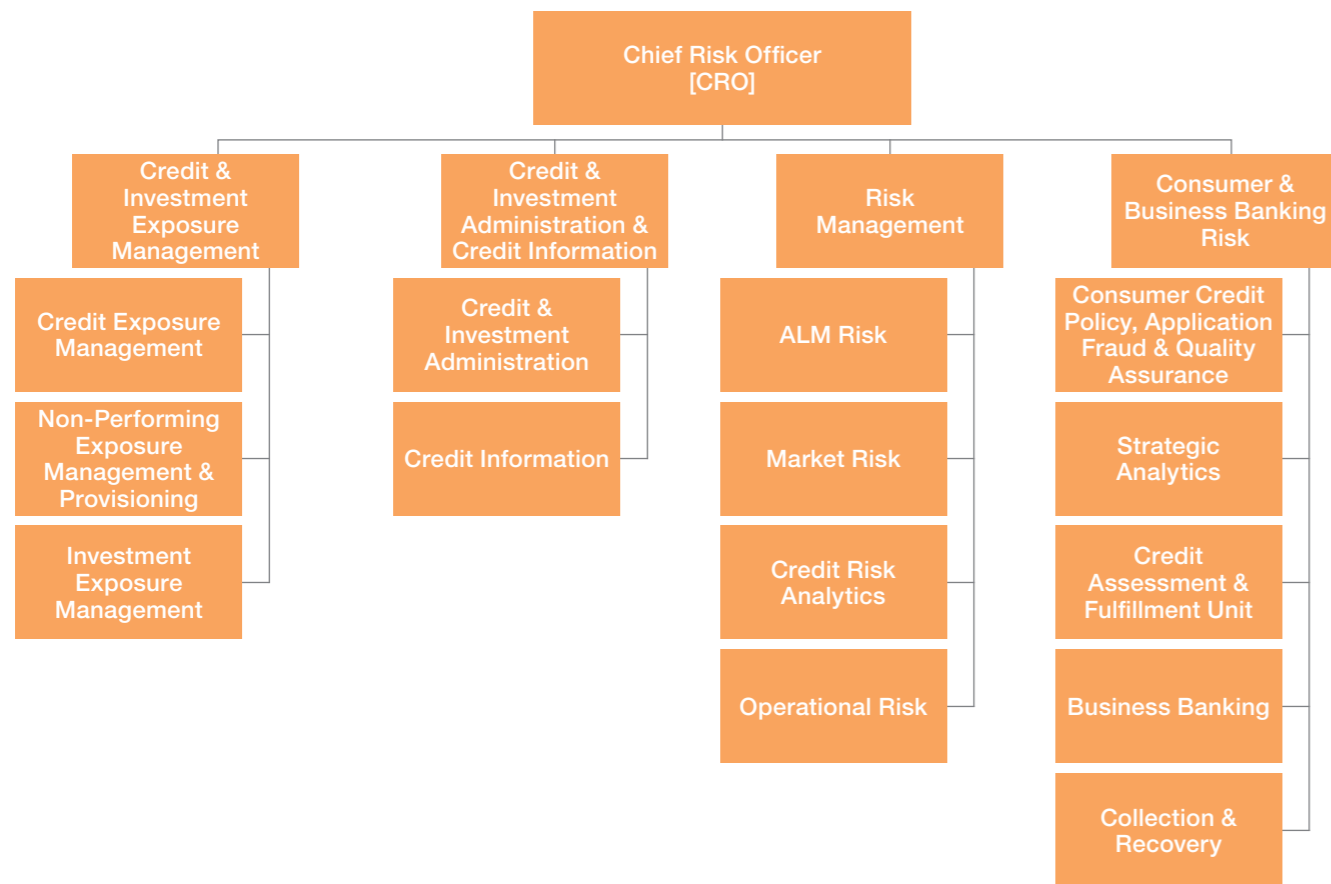 Chief Risk Officer
[CRO]
Credit &
Investment
Exposure
Management
Credit Exposure
Management
Non-Performing
Exposure
Management &
Provisioning
Investment
Exposure
Management
Credit &
Investment
Administration &
Credit Information
Credit &
Investment
Administration
Credit Information
Risk
Management
ALM Risk
Market Risk
Credit Risk
Analytics
Operational Risk
Consumer &
Business Banking
Risk
Consumer Credit
Policy, Application
Fraud & Quality
Assurance
Strategic
Analytics
Credit
Assessment &
Fulfillment Unit
Business Banking
Collection &
Recovery